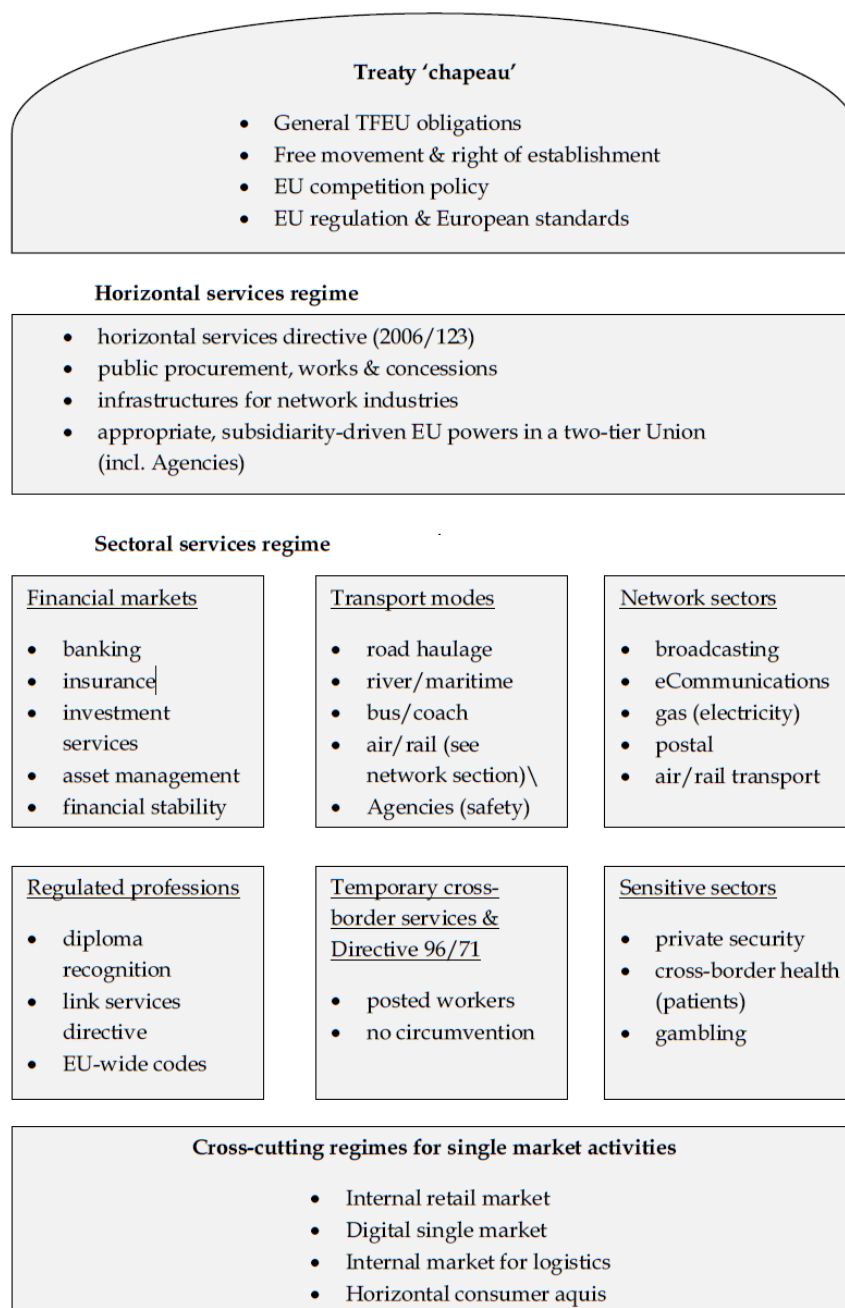 Treaty ‘chapeau’
• General TFEU obligations
• Free movement & right of establishment
• EU competition policy
• EU regulation & European standards
Horizontal services regime
• horizontal services directive (2006/123)
• public procurement, works & concessions
• infrastructures for network industries
• appropriate, subsidiarity-driven EU powers in a two-tier Union
(incl. Agencies)
Sectoral services regime
Financial markets
• banking
• insurance
• investment
services
• asset management
• financial stability
Transport modes
• road haulage
• river/maritime
• bus/coach
• air/rail (see
network section)\
• Agencies (safety)
Network sectors
• broadcasting
• eCommunications
• gas (electricity)
• postal
• air/rail transport
Regulated professions
• diploma
recognition
• link services
directive
• EU-wide codes
Temporary cross-
border services &
Directive 96/71
• posted workers
• no circumvention
Sensitive sectors
• private security
• cross-border health
(patients)
• gambling
Cross-cutting regimes for single market activities
• Internal retail market
• Digital single market
• Internal market for logistics
• Horizontal consumer aquis